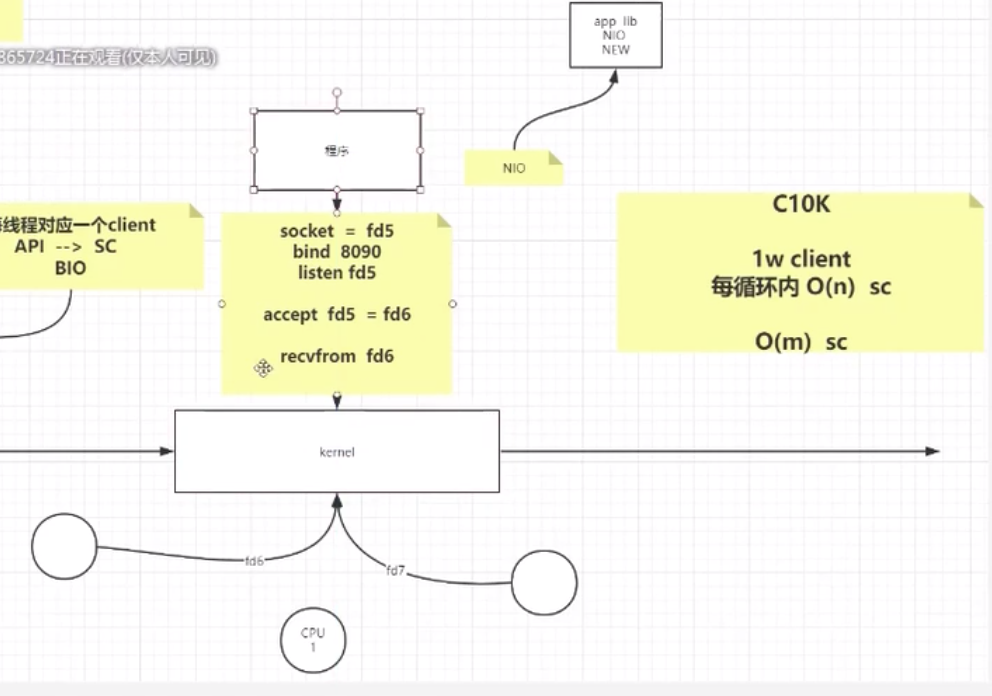 app lib
NIO
NEW
365724正在观看(仅本人可见)
程序
NIO
线程对应一个client
API --> SC
BIO
socket = fd5
bind 8090
listen fd5
accept fd5 = fd6
recvfrom fd6
C10K
1w client
每循环内 O(n) sc
O(m) sc
kernel
fd6
fd7
CPU
1